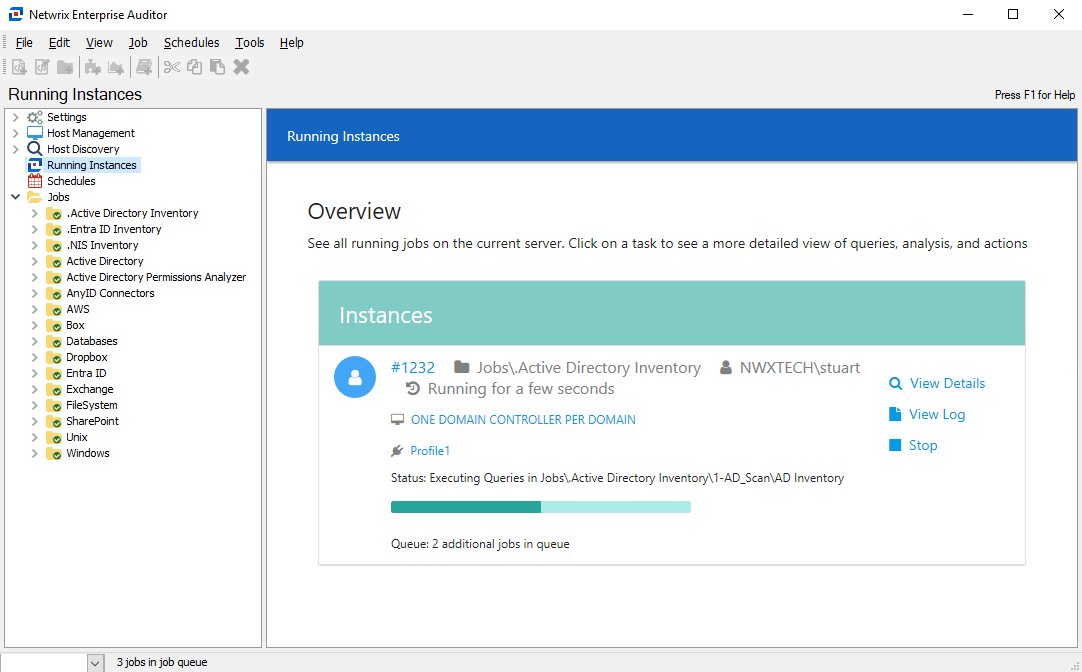 Netwrix Enterprise Auditor
File Edit View Job Schedules Tools Help
Running Instances
Press F1 for Help
Settings
Host Management
Host Discovery
Running Instances
Schedules
Jobs
.Active Directory Inventory
.Entra ID Inventory
.NIS Inventory
Active Directory
Active Directory Permissions Analyzer
AnyID Connectors
AWS
Box
Databases
Dropbox
Entra ID
Exchange
FileSystem
SharePoint
Unix
Windows
Running Instances
Overview
See all running jobs on the current server. Click on a task to see a more detailed view of queries, analysis, and actions
Instances
#1232 Jobs\.Active Directory Inventory NWXTECH\stuart
Running for a few seconds
ONE DOMAIN CONTROLLER PER DOMAIN
Profile1
Status: Executing Queries in Jobs\.Active Directory Inventory\1-AD_Scan\AD Inventory
Queue: 2 additional jobs in queue
View Details
View Log
Stop
3 jobs in job queue